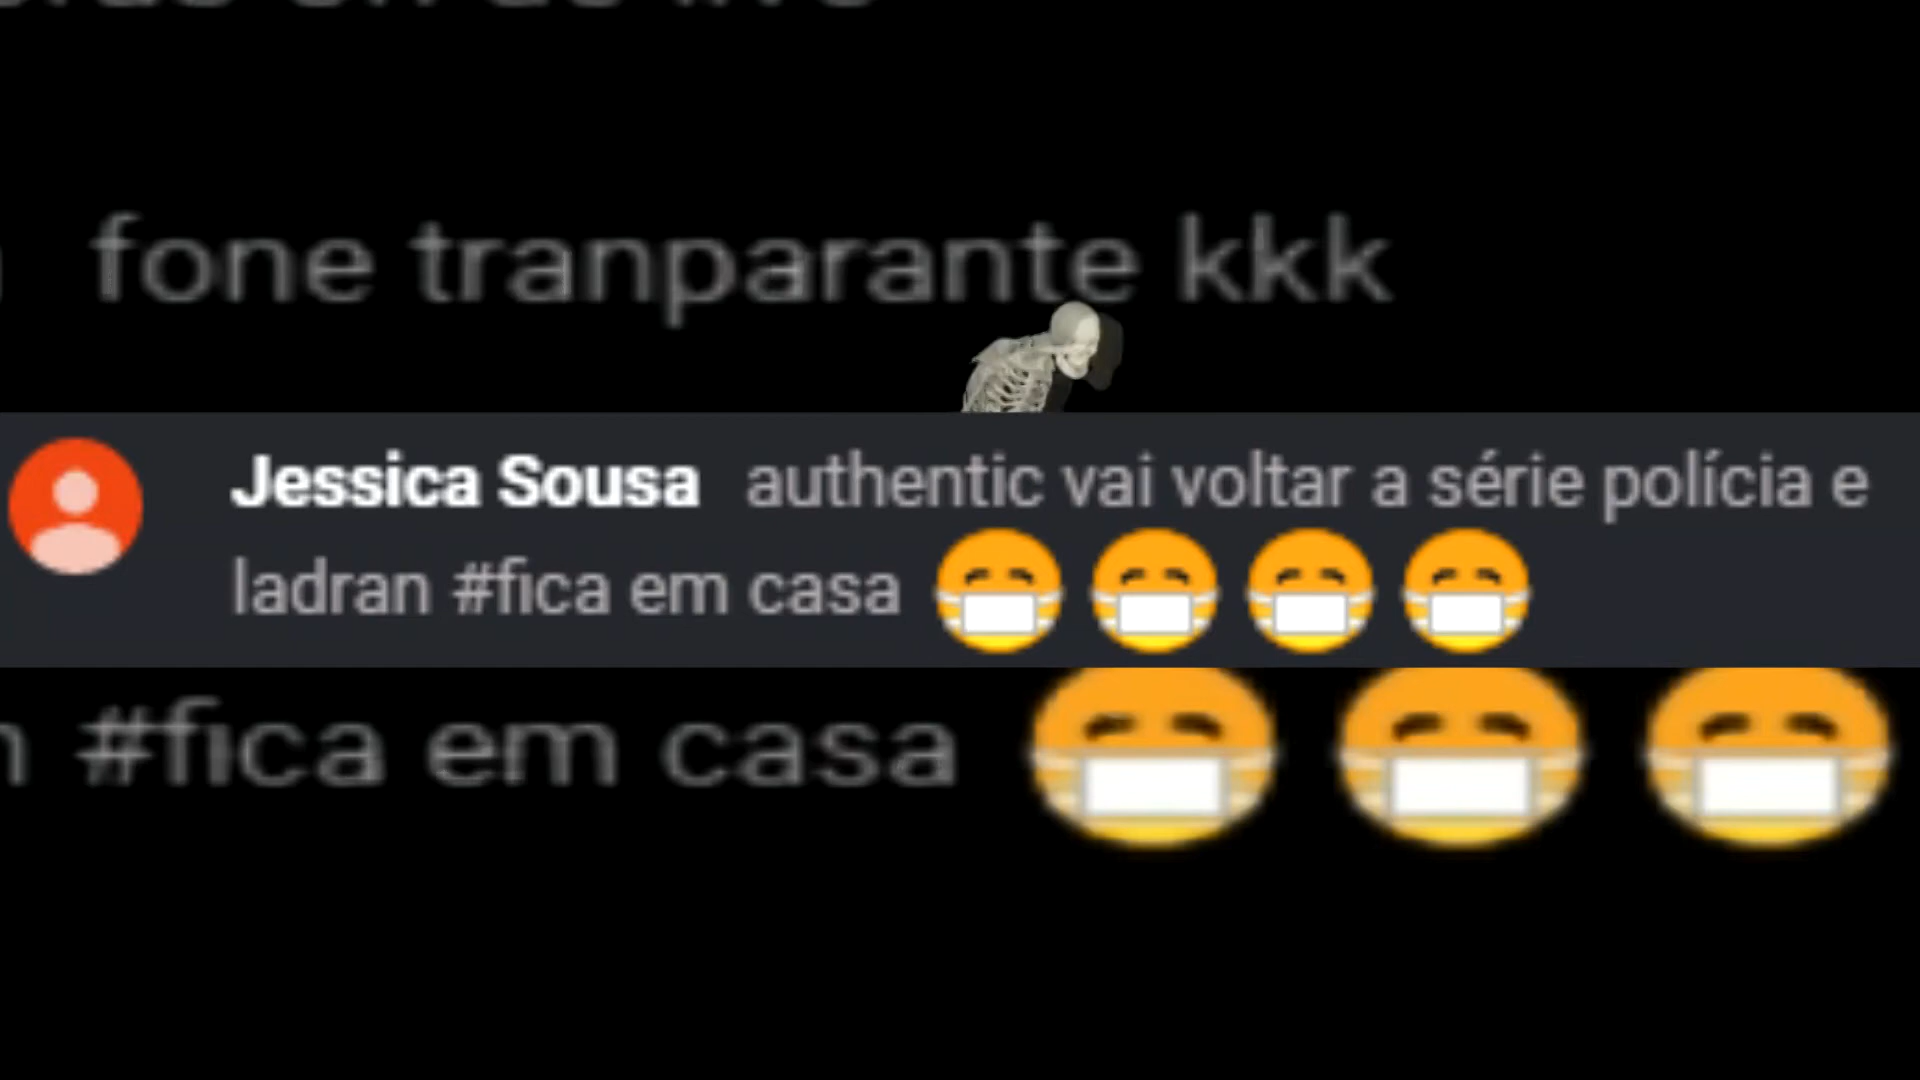 fone tranparante kkk
Jessica Sousa authentic vai voltar a série polícia e
ladran #fica em casa 😷 😷 😷 😷
#fica em casa 😷 😷 😷